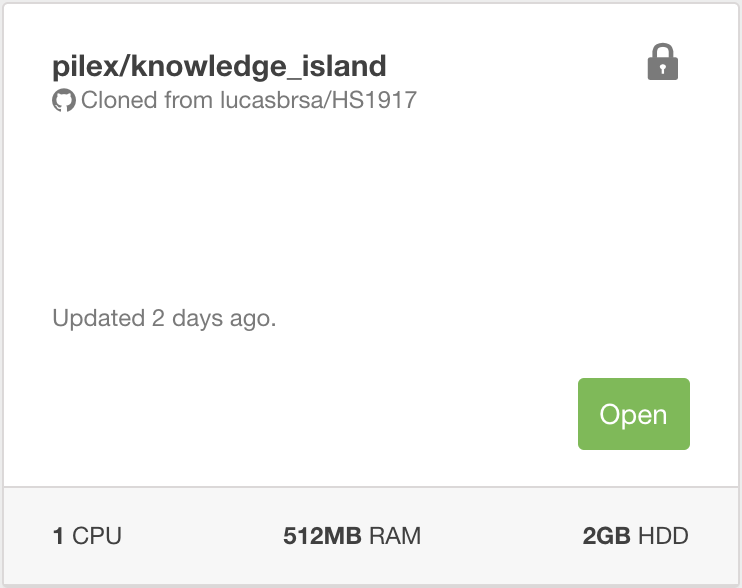 pilex/knowledge_island
Cloned from lucasbrsa/HS1917
Updated 2 days ago.
Open
1 CPU 512MB RAM 2GB HDD